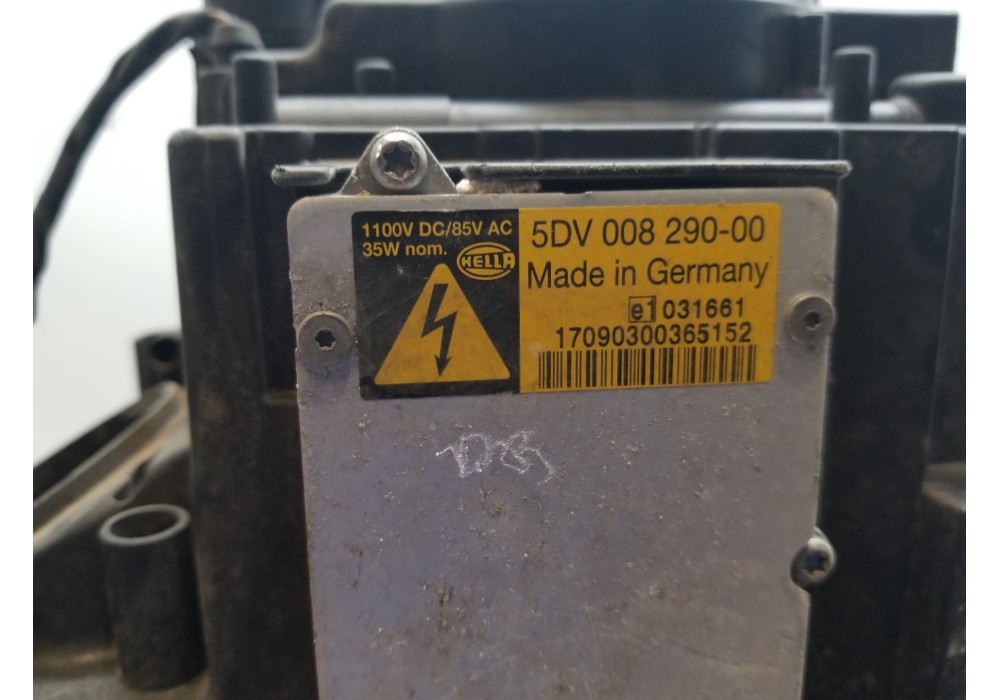 1100V DC/85V AC
35W nom.
HELLA
5DV 008 290-00
Made in Germany
e1 031661
17090300365152